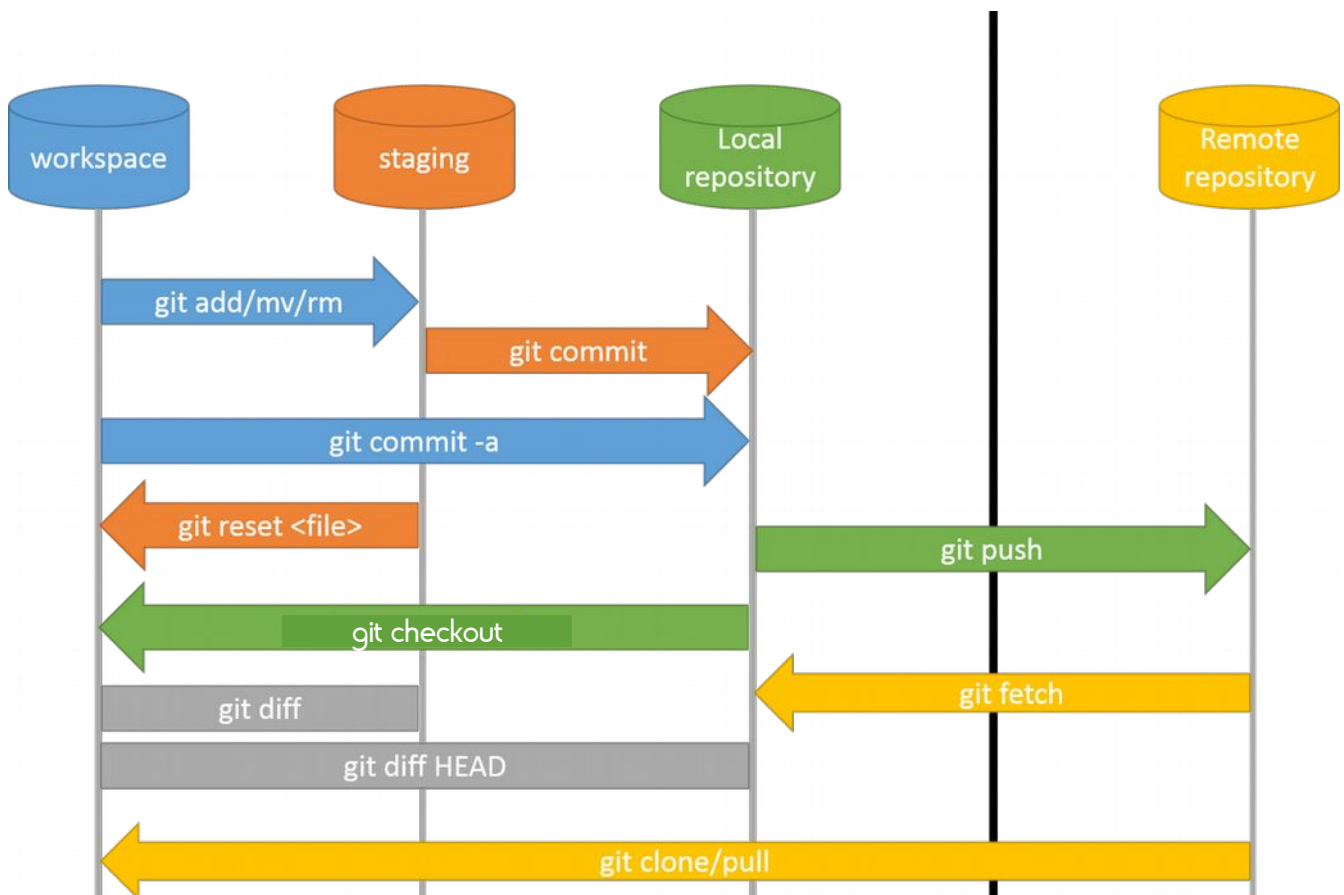 workspace
staging
Local
repository
Remote
repository
git add/mv/rm
git commit
git commit -a
git reset <file>
git push
git checkout
git fetch
git diff
git diff HEAD
git clone/pull